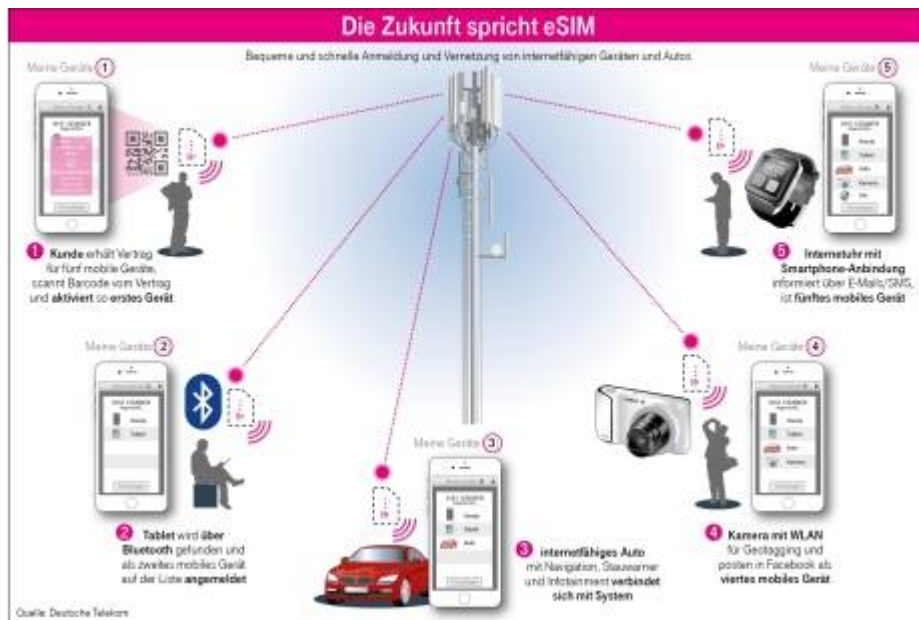 Die Zukunft spricht eSIM
Bequeme und schnelle Anmeldung und Vernetzung von internetfähigen Geräten und Autos
Meine Geräte 1
1 Kunde erhält Vertrag
für fünf mobile Geräte,
scannt Barcode vom Vertrag
und aktiviert so erstes Gerät
Meine Geräte 2
2 Tablet wird über
Bluetooth gefunden und
als zweites mobiles Gerät
auf der Liste angemeldet
Meine Geräte 3
3 internetfähiges Auto
mit Navigation, Stauwarner
und Infotainment verbindet
sich mit System
Meine Geräte 4
4 Kamera mit WLAN
für Geotagging und
posten in Facebook als
viertes mobiles Gerät
Meine Geräte 5
5 Internetuhr mit
Smartphone-Anbindung
informiert über E-Mails/SMS,
ist fünftes mobiles Gerät
Quelle: Deutsche Telekom